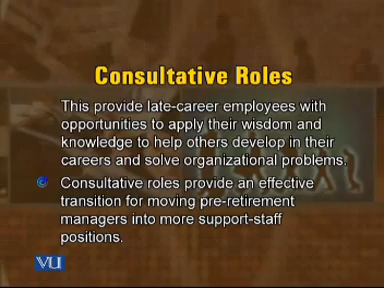 Consultative Roles
This provide late-career employees with
opportunities to apply their wisdom and
knowledge to help others develop in their
careers and solve organizational problems.
Consultative roles provide an effective
transition for moving pre-retirement
managers into more support-staff
positions.
VU